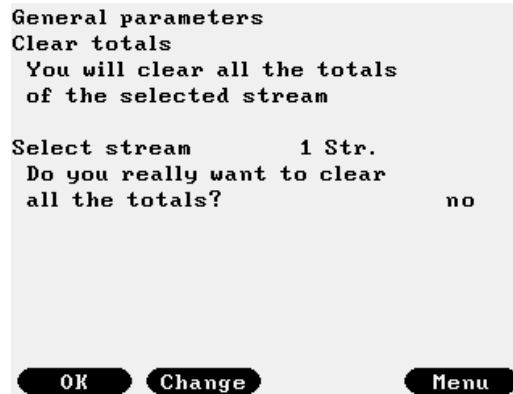 General parameters
Clear totals
You will clear all the totals
of the selected stream
Select stream 1 Str.
Do you really want to clear
all the totals? no
OK Change Menu